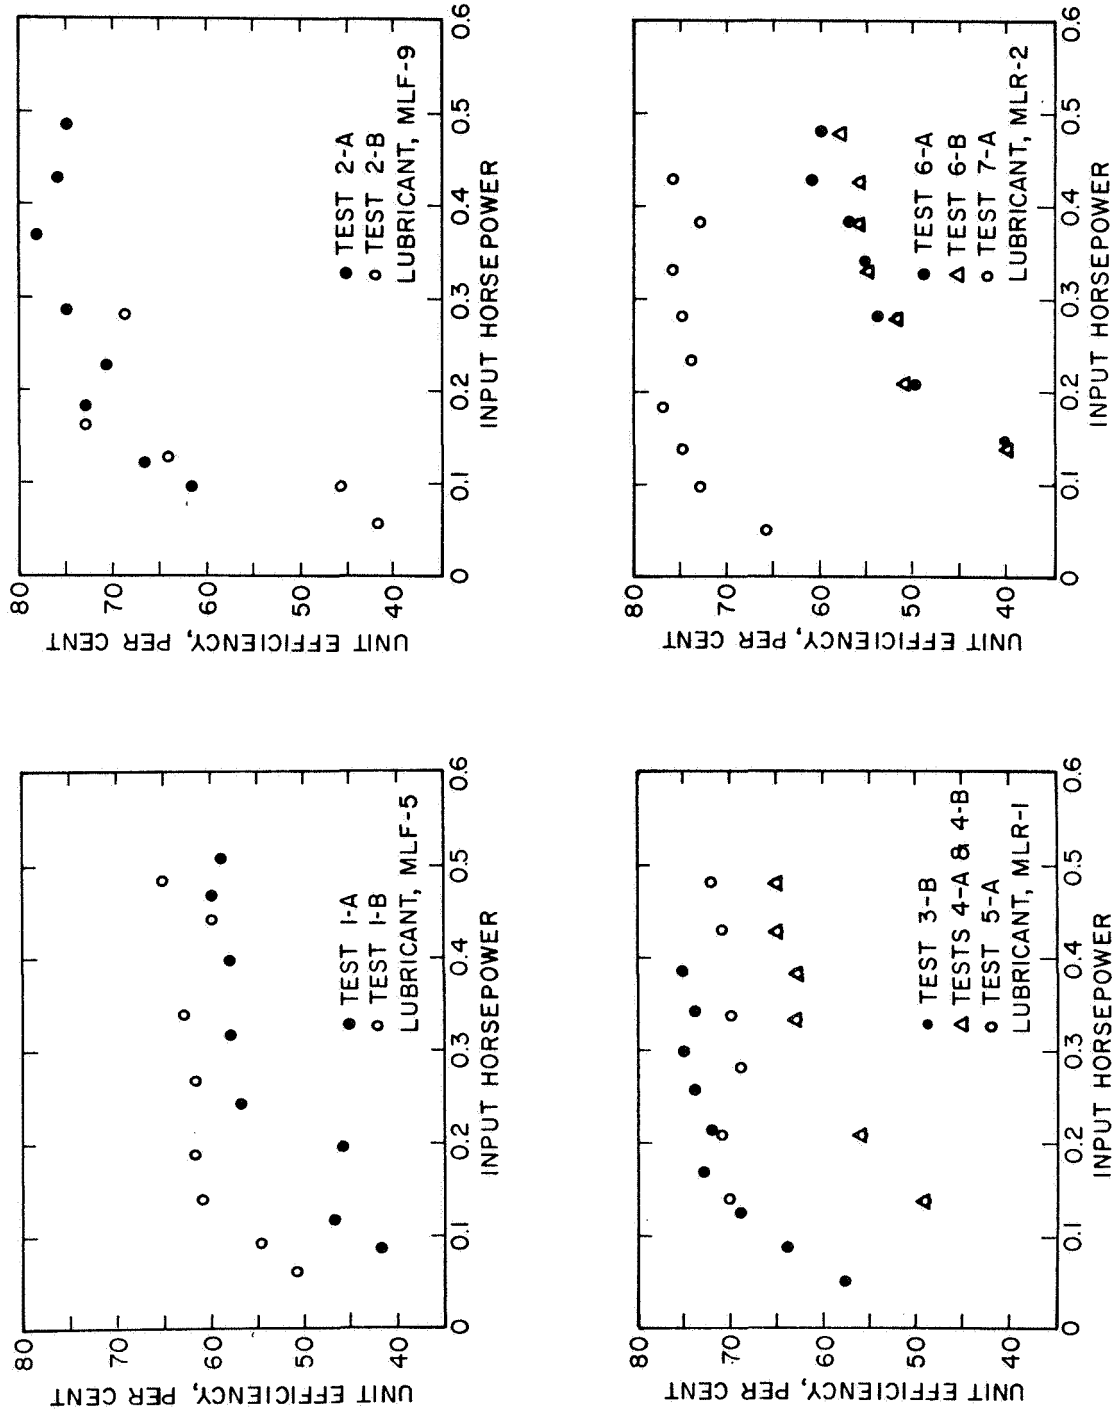 UNIT EFFICIENCY, PER CENT
80
70
60
50
40
TEST 1-A
TEST 1-B
LUBRICANT, MLF-5
0 0.1 0.2 0.3 0.4 0.5 0.6
INPUT HORSEPOWER
UNIT EFFICIENCY, PER CENT
80
70
60
50
40
TEST 2-A
TEST 2-B
LUBRICANT, MLF-9
0 0.1 0.2 0.3 0.4 0.5 0.6
INPUT HORSEPOWER
UNIT EFFICIENCY, PER CENT
80
70
60
50
40
TEST 3-B
TESTS 4-A & 4-B
TEST 5-A
LUBRICANT, MLR-1
0 0.1 0.2 0.3 0.4 0.5 0.6
INPUT HORSEPOWER
UNIT EFFICIENCY, PER CENT
80
70
60
50
40
TEST 6-A
TEST 6-B
TEST 7-A
LUBRICANT, MLR-2
0 0.1 0.2 0.3 0.4 0.5 0.6
INPUT HORSEPOWER